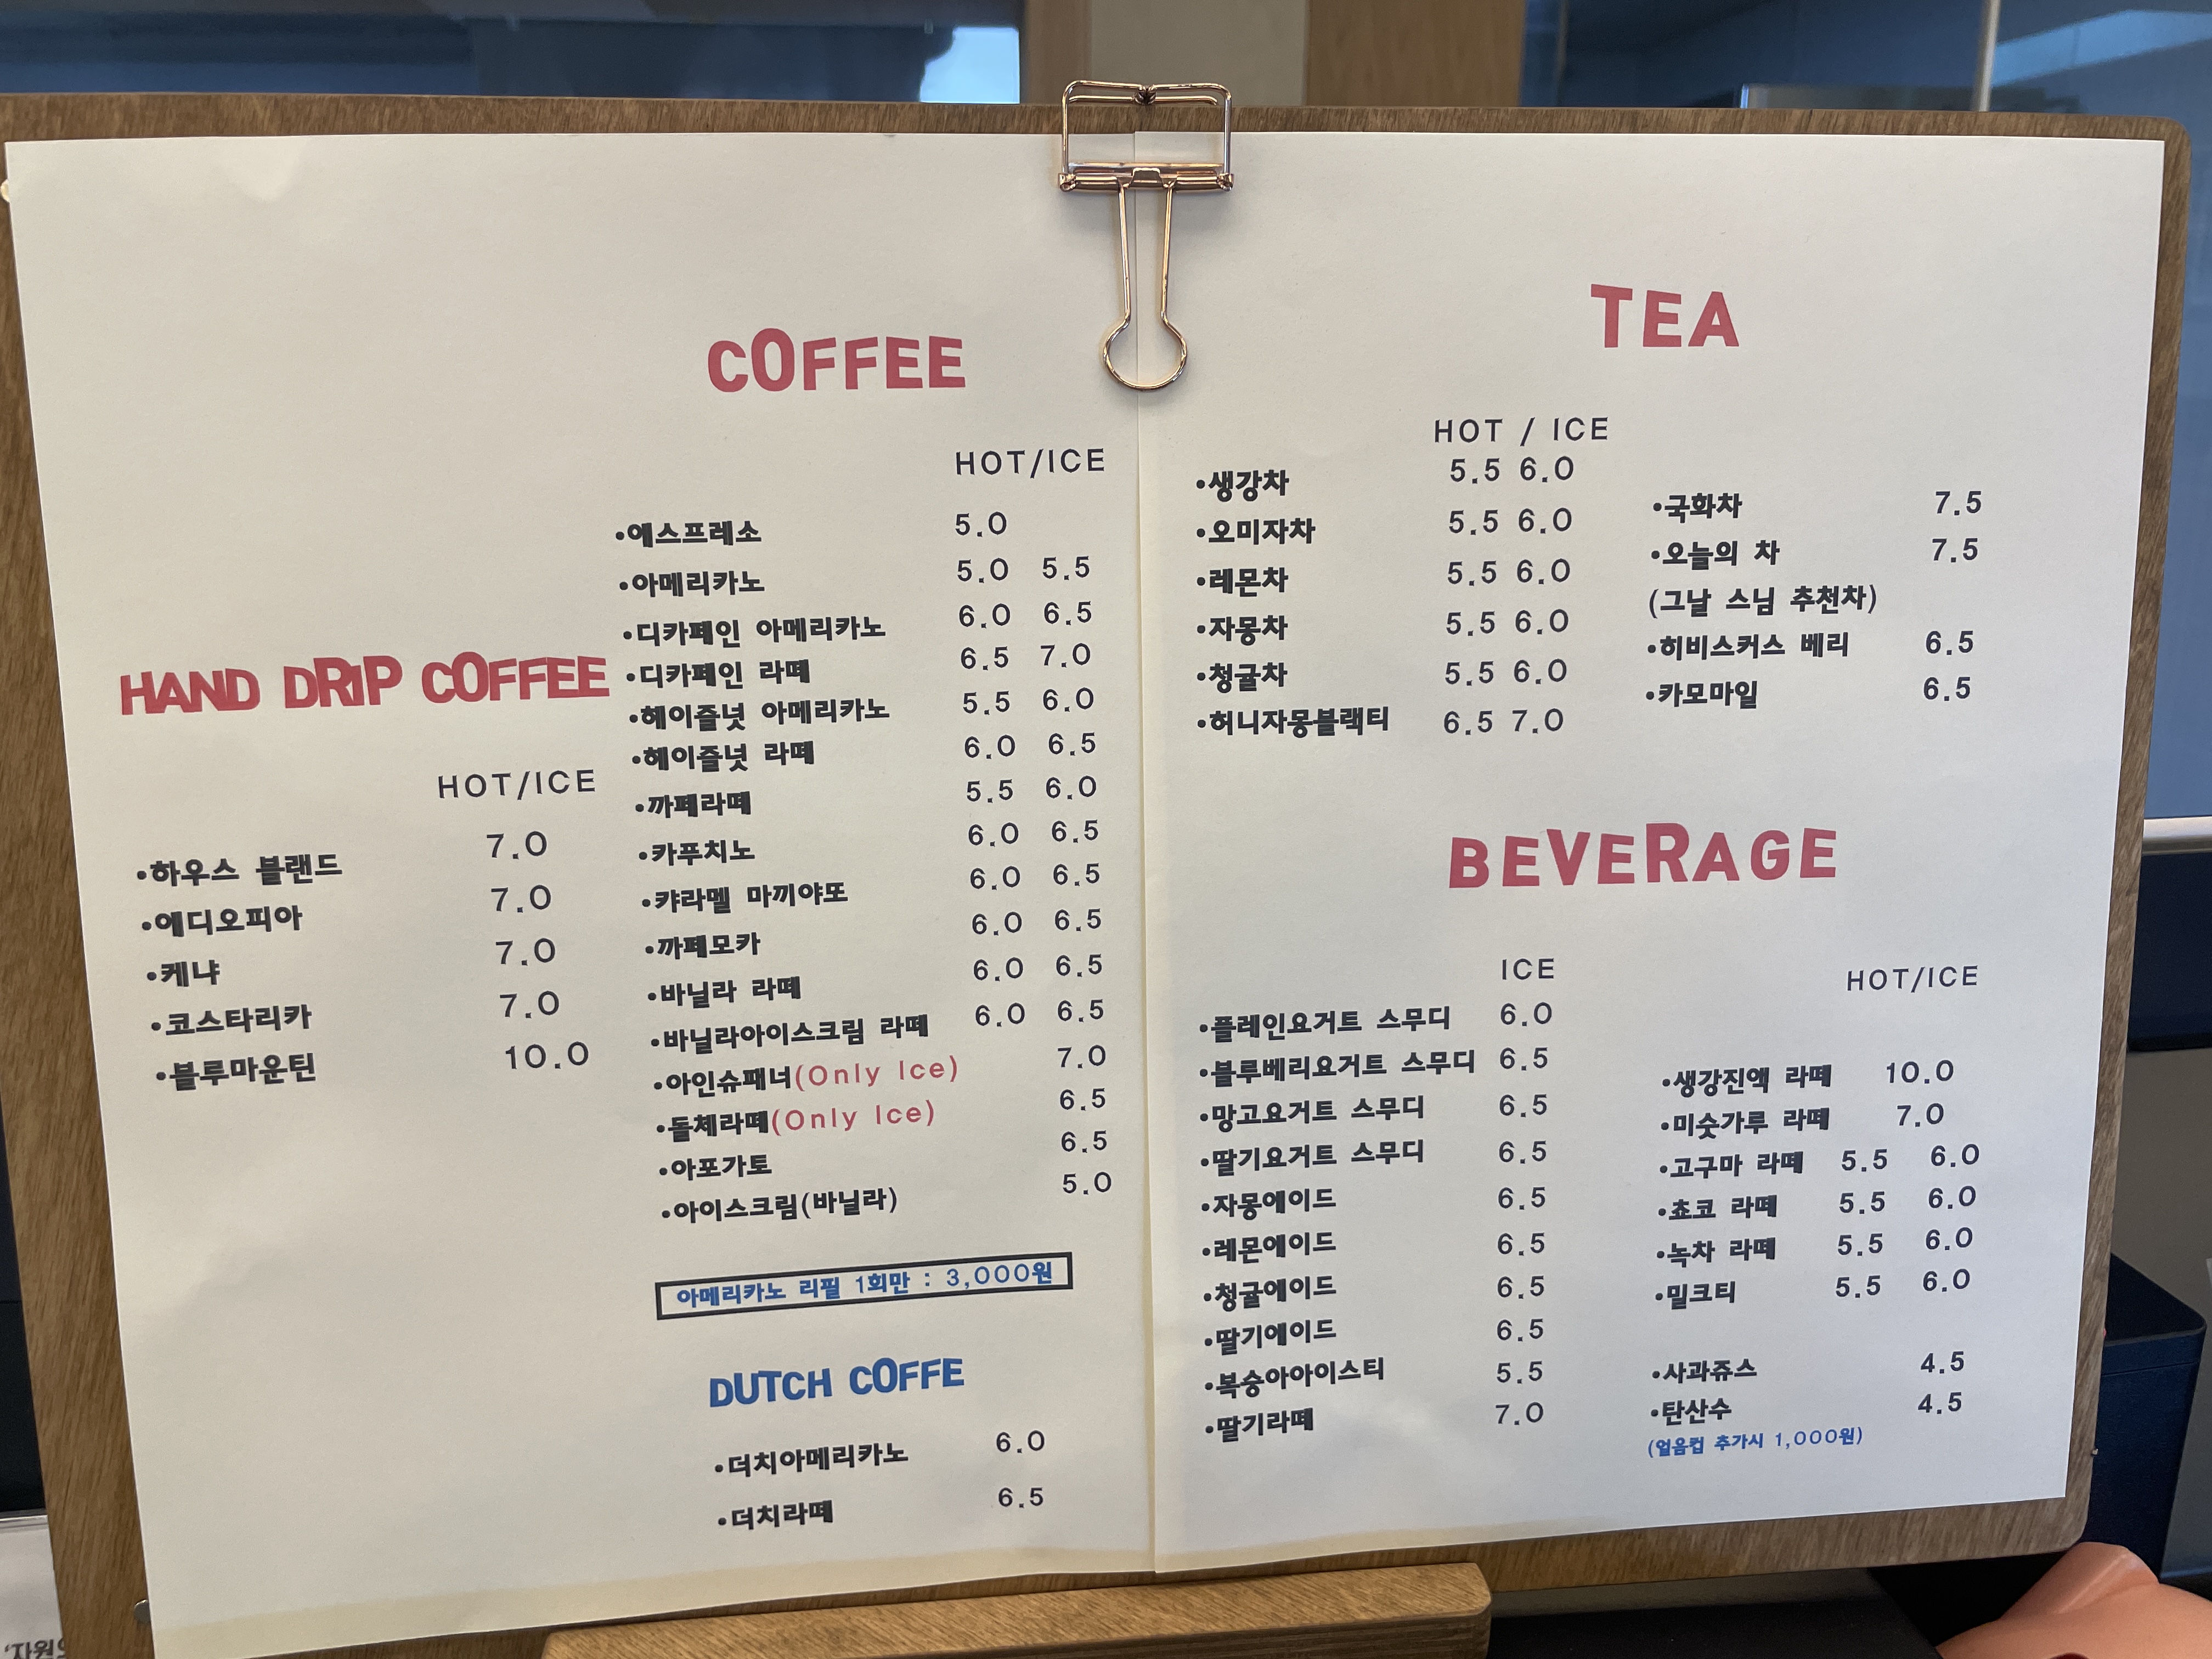 HAND DRIP COFFEE
HOT/ICE
•하우스 블랜드 7.0
•에디오피아 7.0
•케냐 7.0
•코스타리카 7.0
•블루마운틴 10.0
COFFEE
HOT/ICE
•에스프레소 5.0
•아메리카노 5.0 5.5
•디카페인 아메리카노 6.0 6.5
•디카페인 라떼 6.5 7.0
•헤이즐넛 아메리카노 5.5 6.0
•헤이즐넛 라떼 6.0 6.5
•까페라떼 5.5 6.0
•카푸치노 6.0 6.5
•캬라멜 마끼야또 6.0 6.5
•까페모카 6.0 6.5
•바닐라 라떼 6.0 6.5
•바닐라아이스크림 라떼 6.0 6.5
•아인슈패너(Only Ice) 7.0
•돌체라떼(Only Ice) 6.5
•아포가토 6.5
•아이스크림(바닐라) 5.0
아메리카노 리필 1회만 : 3,000원
DUTCH COFFE
•더치아메리카노 6.0
•더치라떼 6.5
TEA
HOT / ICE
•생강차 5.5 6.0
•오미자차 5.5 6.0
•레몬차 5.5 6.0
•자몽차 5.5 6.0
•청귤차 5.5 6.0
•허니자몽블랙티 6.5 7.0
•국화차 7.5
•오늘의 차 7.5
(그날 스님 추천차)
•히비스커스 베리 6.5
•카모마일 6.5
BEVERAGE
ICE
•플레인요거트 스무디 6.0
•블루베리요거트 스무디 6.5
•망고요거트 스무디 6.5
•딸기요거트 스무디 6.5
•자몽에이드 6.5
•레몬에이드 6.5
•청귤에이드 6.5
•딸기에이드 6.5
•복숭아아이스티 5.5
•딸기라떼 7.0
HOT/ICE
•생강진액 라떼 10.0
•미숫가루 라떼 7.0
•고구마 라떼 5.5 6.0
•쵸코 라떼 5.5 6.0
•녹차 라떼 5.5 6.0
•밀크티 5.5 6.0
•사과쥬스 4.5
•탄산수 4.5
(얼음컵 추가시 1,000원)